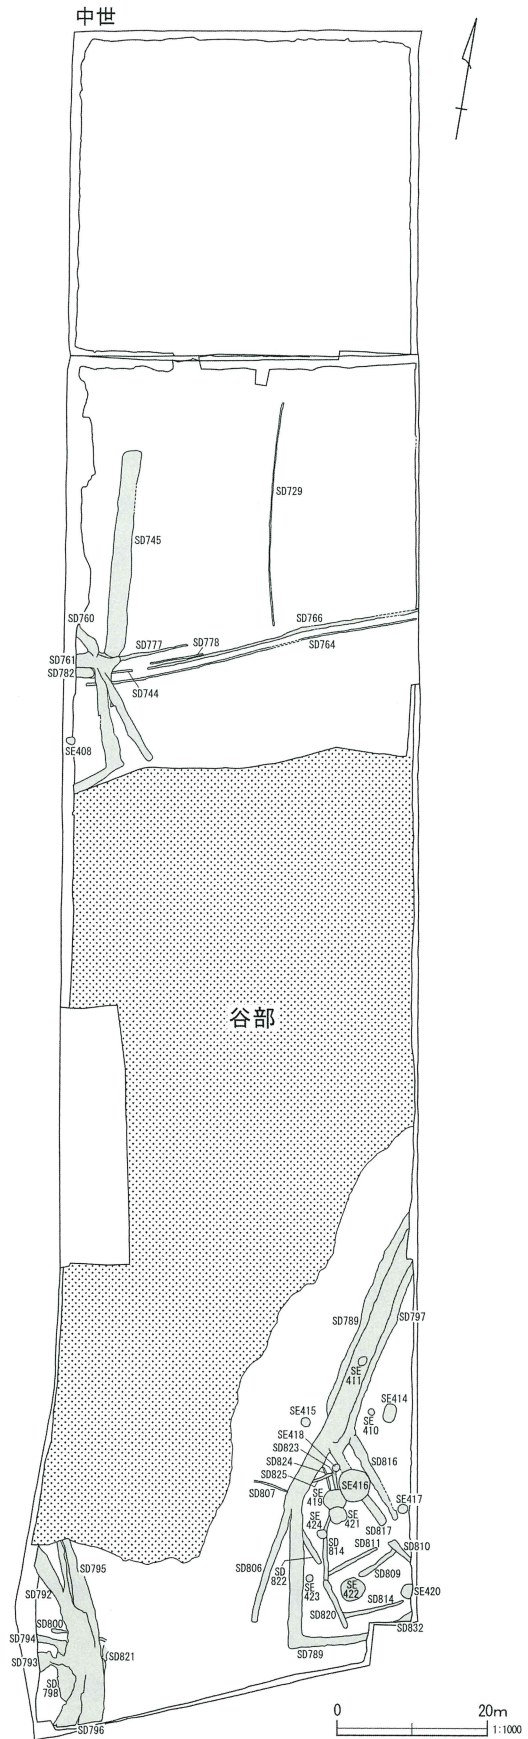 中世
SD729
SD745
SD760
SD766
SD777
SD778
SD764
SD761
SD782
SD744
SE408
谷部
SD789
SD797
SE
411
SE415
SE
410
SE414
SE418
SD823
SD824
SD825
SD816
SE416
SD807
SE
419
SE417
SE
421
SD817
SE
424
SD
814
SD811
SD810
SD806
SD
822
SD809
SE
423
SE
422
SD814
SE420
SD820
SD832
SD789
SD795
SD792
SD800
SD794
SD793
SD821
SD
798
SD796
0 20m
1:1000